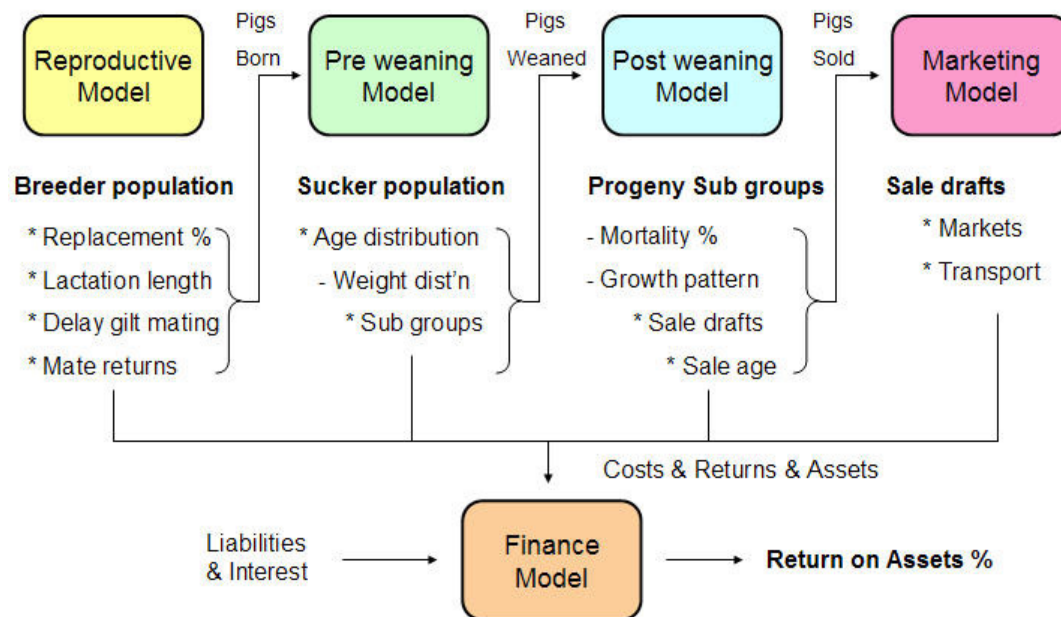 Reproductive
Model
Pigs
Born
Pre weaning
Model
Pigs
Weaned
Post weaning
Model
Pigs
Sold
Marketing
Model
Breeder population
* Replacement %
* Lactation length
* Delay gilt mating
* Mate returns
Sucker population
* Age distribution
- Weight dist'n
* Sub groups
Progeny Sub groups
- Mortality %
- Growth pattern
* Sale drafts
* Sale age
Sale drafts
* Markets
* Transport
Costs & Returns & Assets
Liabilities
& Interest
Finance
Model
Return on Assets %